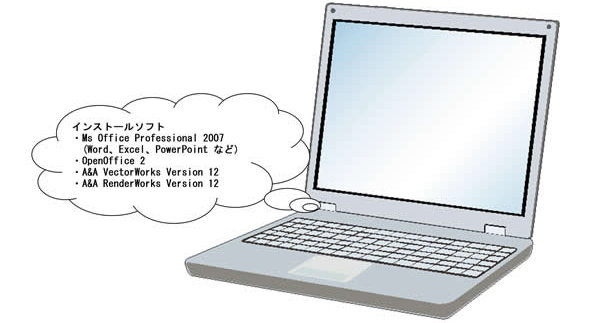 インストールソフト
・Ms Office Professional 2007
(Word、Excel、PowerPoint など)
・OpenOffice 2
・A&A VectorWorks Version 12
・A&A RenderWorks Version 12